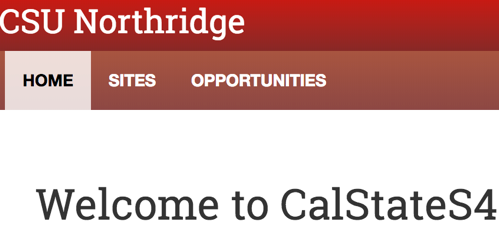 CSU Northridge
HOME SITES OPPORTUNITIES
Welcome to CalStateS4